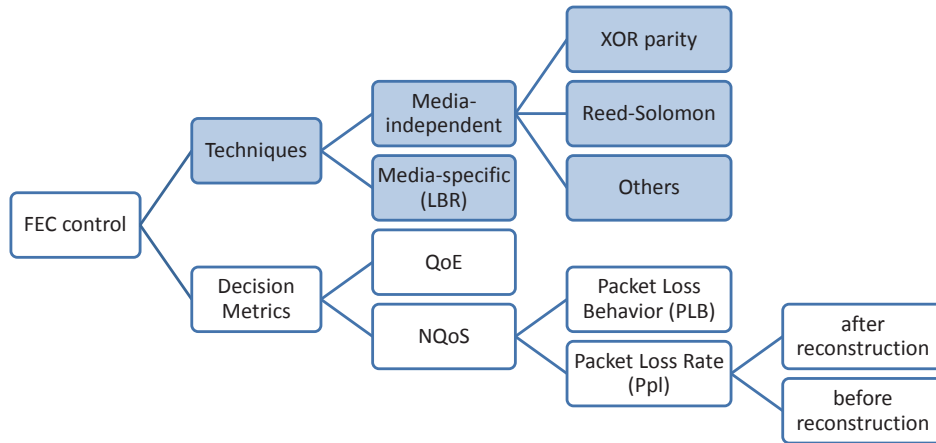 FEC control
Techniques
Media-
independent
XOR parity
Reed-Solomon
Others
Media-specific
(LBR)
Decision
Metrics
QoE
NQoS
Packet Loss
Behavior (PLB)
Packet Loss Rate
(Ppl)
after
reconstruction
before
reconstruction